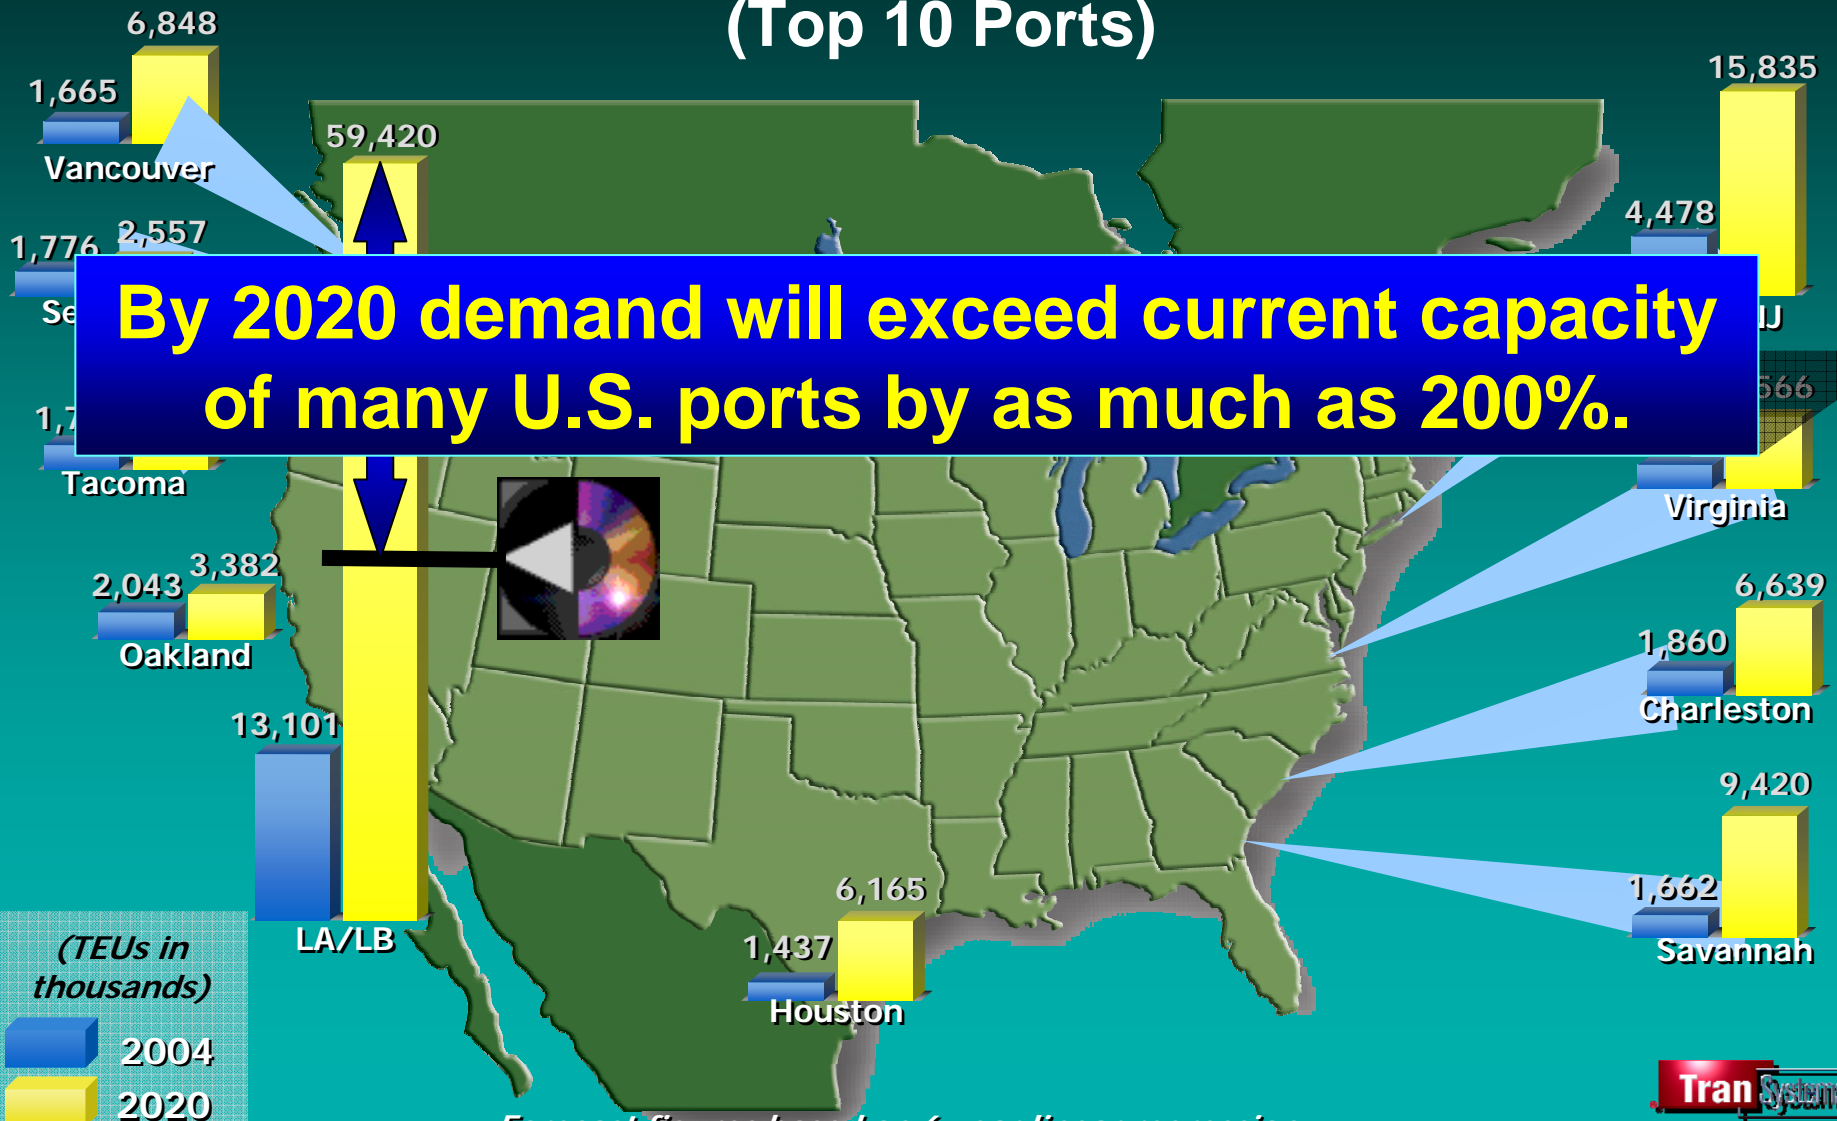 (Top 10 Ports)
6,848
1,665
Vancouver
59,420
15,835
4,478
1,776
2,557
By 2020 demand will exceed current capacity
of many U.S. ports by as much as 200%.
Tacoma
Virginia
2,043
3,382
Oakland
6,639
1,860
Charleston
13,101
LA/LB
9,420
1,662
Savannah
6,165
1,437
Houston
(TEUs in
thousands)
2004
2020
Tran Systems